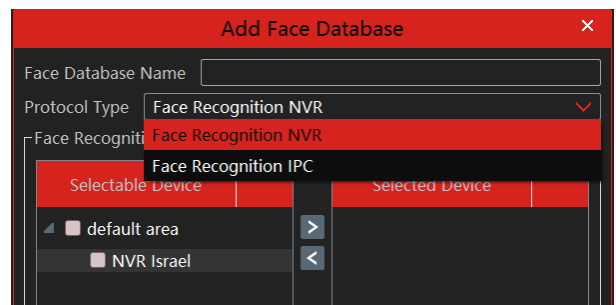 Add Face Database
Face Database Name
Protocol Type Face Recognition NVR
Face Recogniti Face Recognition NVR
Face Recognition IPC
Selectable Device Selected Device
default area
NVR Israel